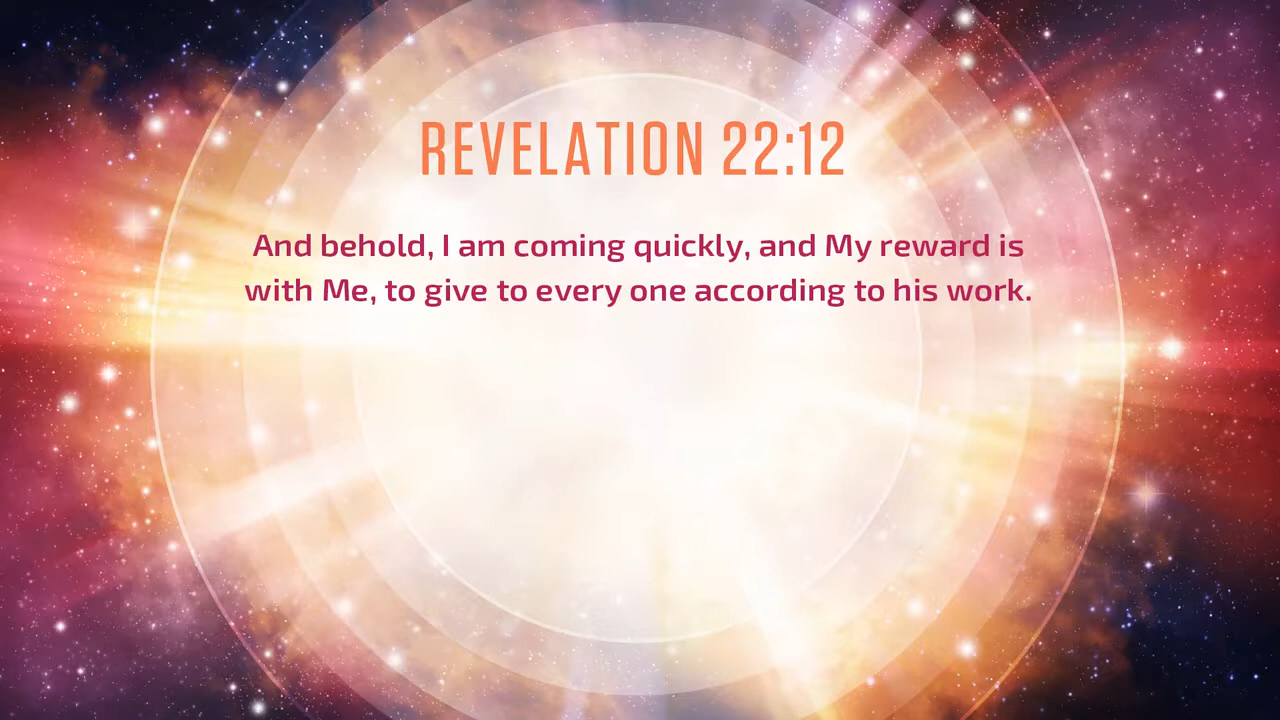 REVELATION 22:12
And behold, I am coming quickly, and My reward is
with Me, to give to every one according to his work.